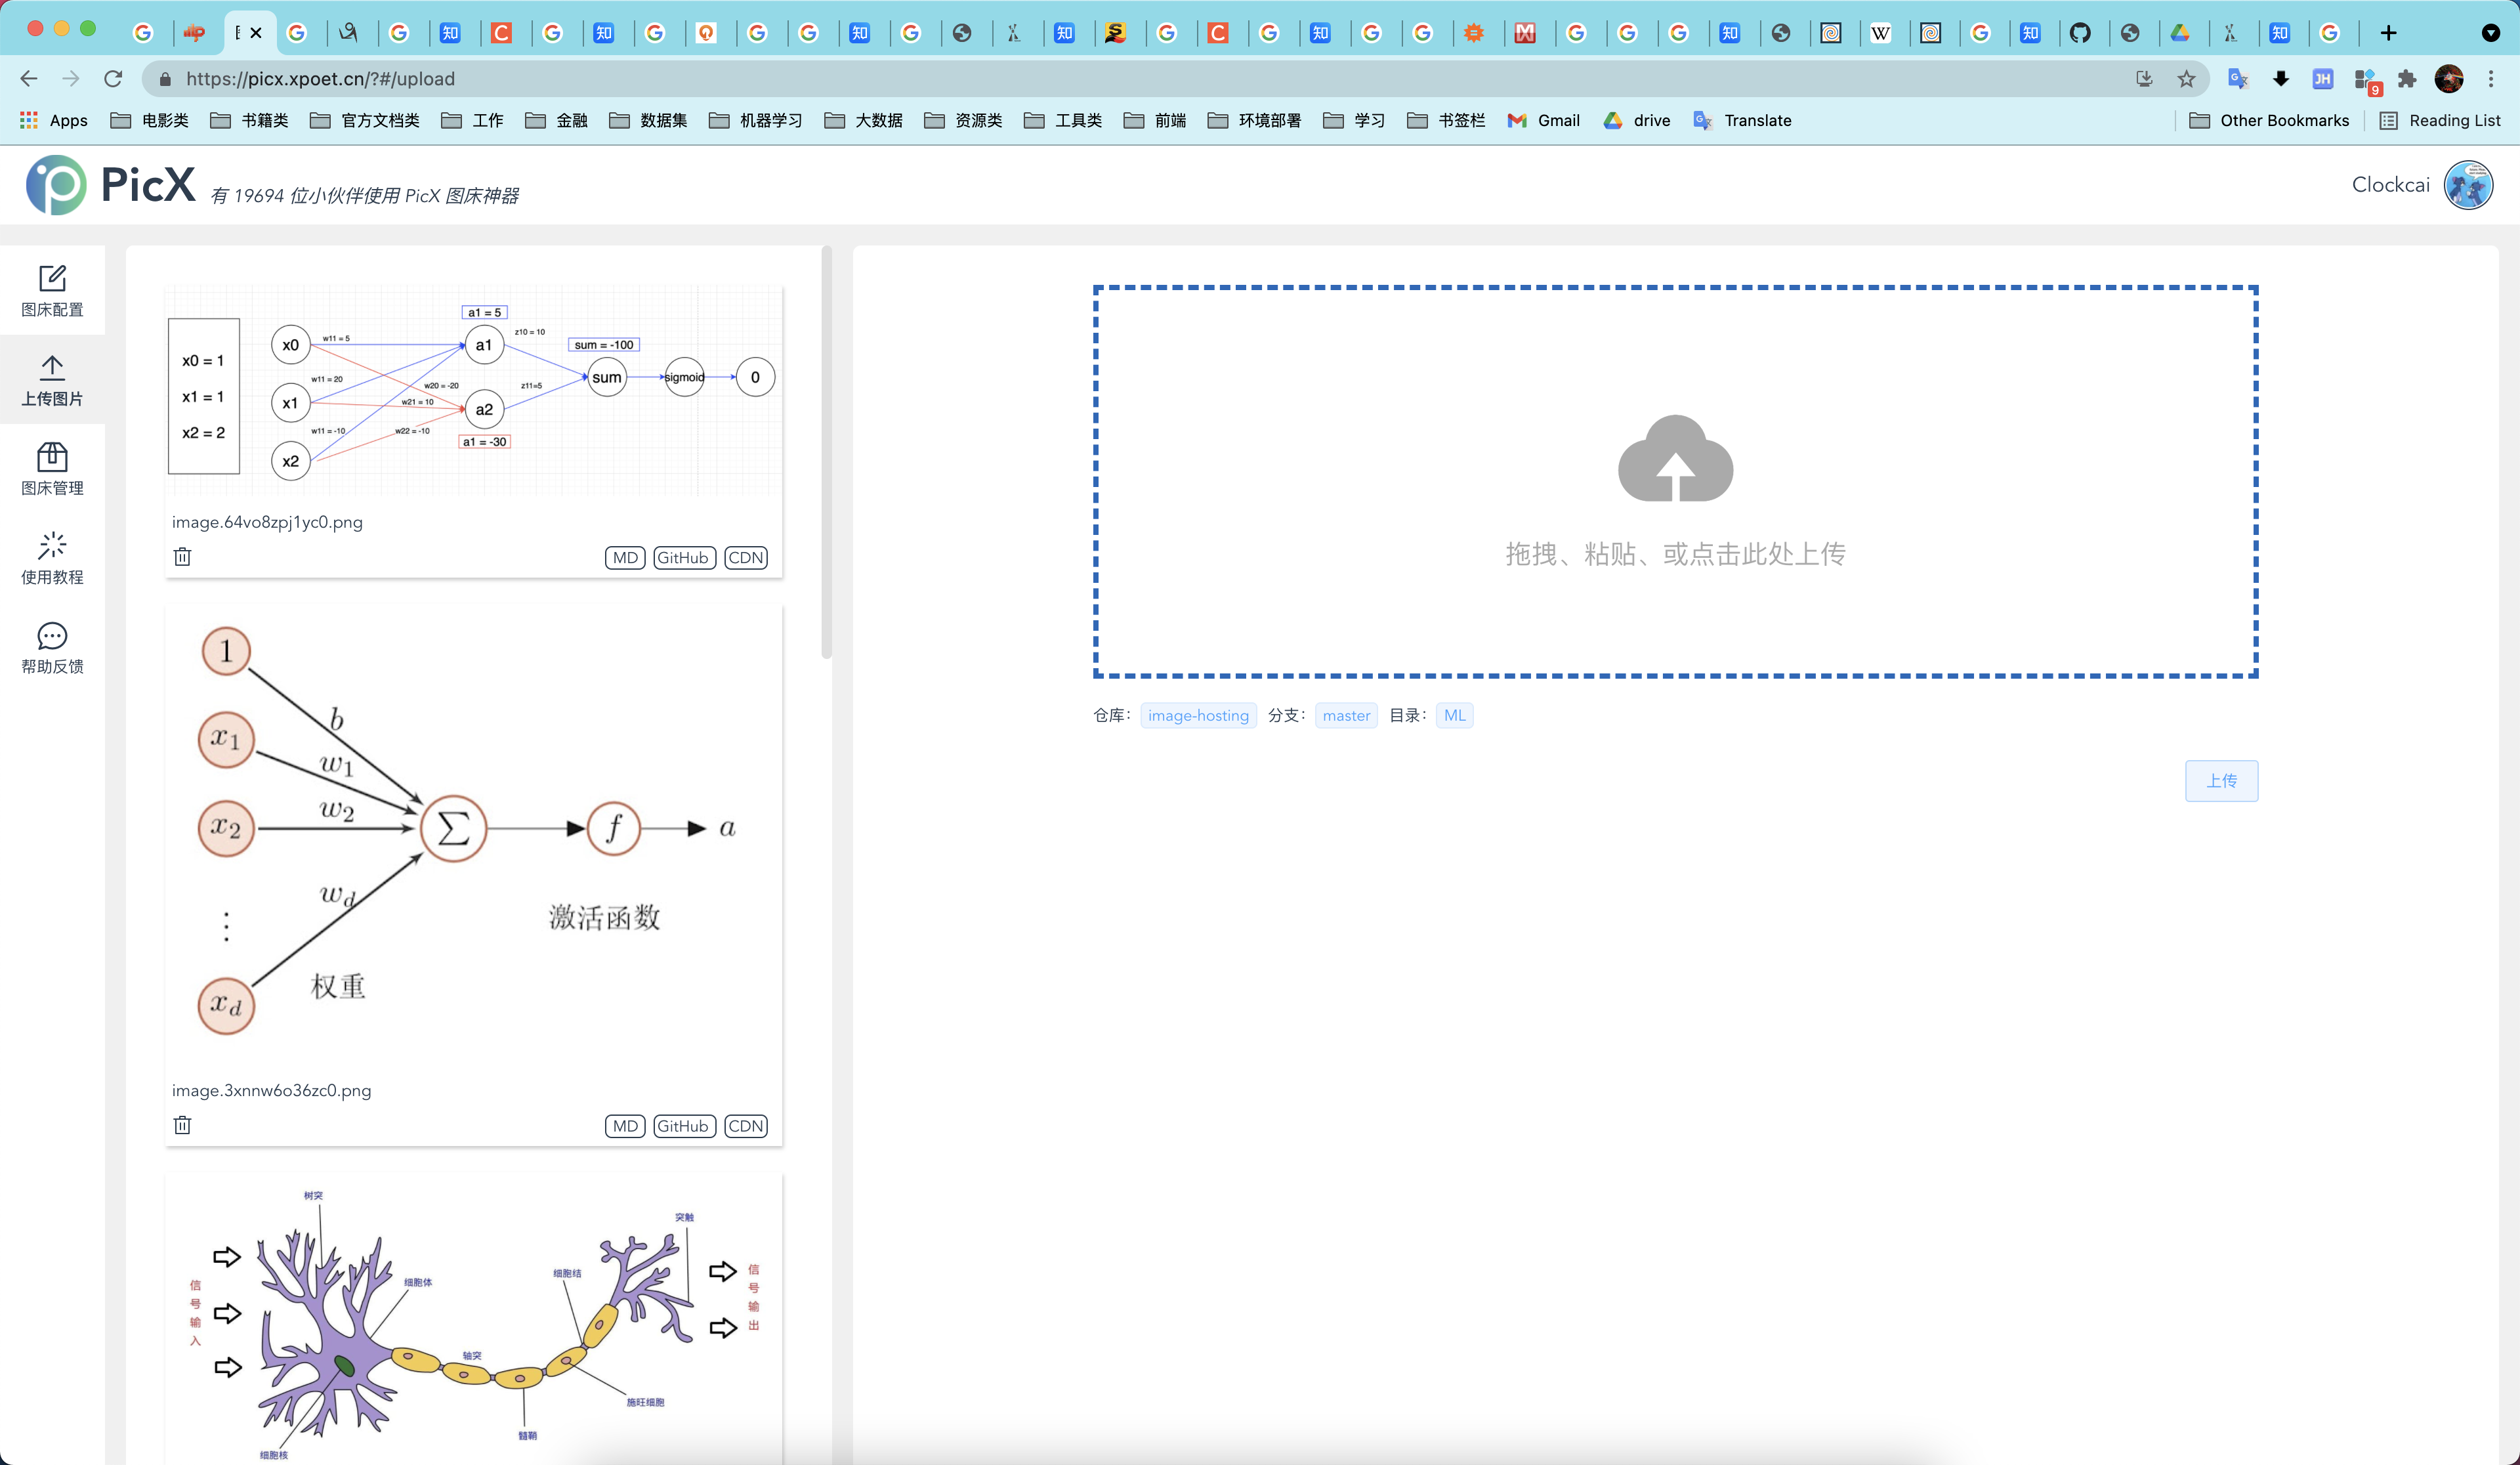 https://picx.xpoet.cn/?#/upload
9
Apps 电影类 书籍类 官方文档类 工作 金融 数据集 机器学习 大数据 资源类 工具类 前端 环境部署 学习 书签栏 Gmail drive Translate Other Bookmarks Reading List
PicX 有 19694 位小伙伴使用 PicX 图床神器
Clockcai
图床配置
上传图片
图床管理
使用教程
帮助反馈
a1 = 5
z10 = 10
w11 = 5
x0 a1 sum = -100
x0 = 1
x1 = 1
x2 = 2
w11 = 20 w20 = -20 z11=5 sum sigmoid 0
x1 w21 = 10 a2
w11 = -10 w22 = -10
a1 = -30
x2
image.64vo8zpj1yc0.png
MD GitHub CDN
1
b
x1
w1
w2
x2 ∑ f a
wd
激活函数
⋮
权重
xd
image.3xnnw6o36zc0.png
MD GitHub CDN
树突
突触
细胞体
细胞结
信号输入
信号输出
轴突
施旺细胞
髓鞘
细胞核
拖拽、粘贴、或点击此处上传
仓库： image-hosting 分支： master 目录： ML
上传